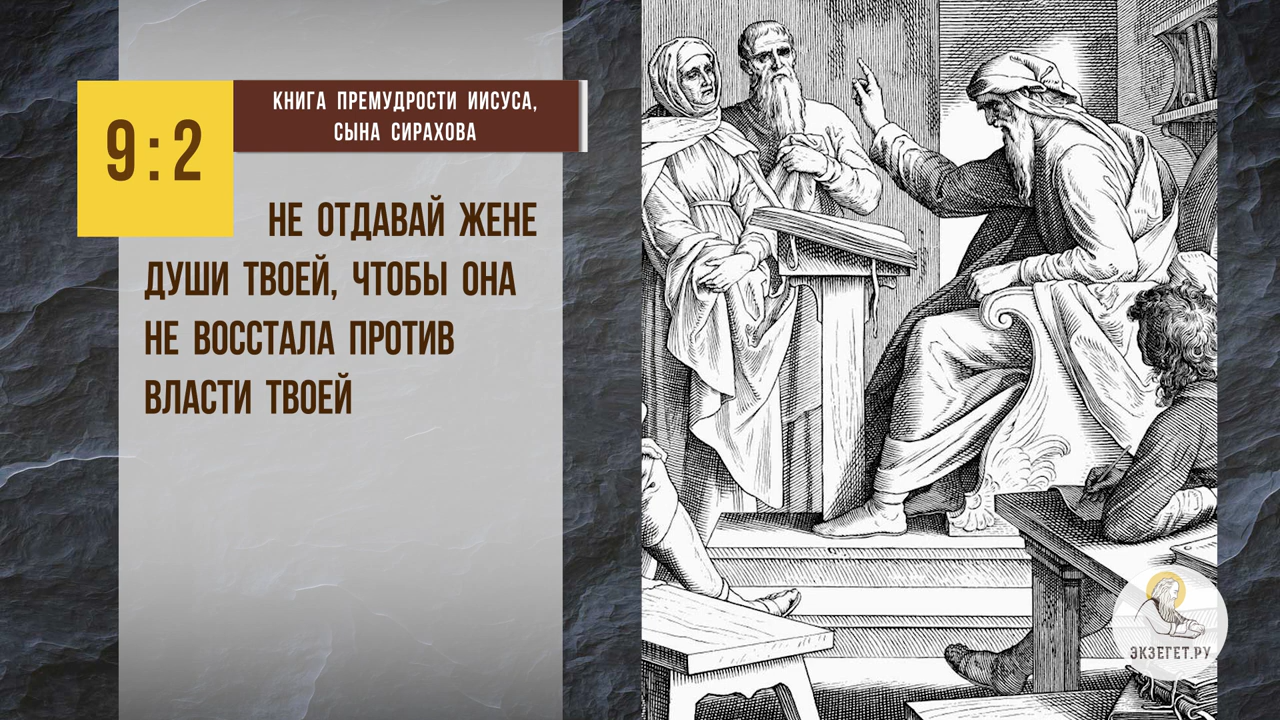 9:2
КНИГА ПРЕМУДРОСТИ ИИСУСА,
СЫНА СИРАХОВА
НЕ ОТДАВАЙ ЖЕНЕ
ДУШИ ТВОЕЙ, ЧТОБЫ ОНА
НЕ ВОССТАЛА ПРОТИВ
ВЛАСТИ ТВОЕЙ
ЭКЗЕГЕТ.РУ